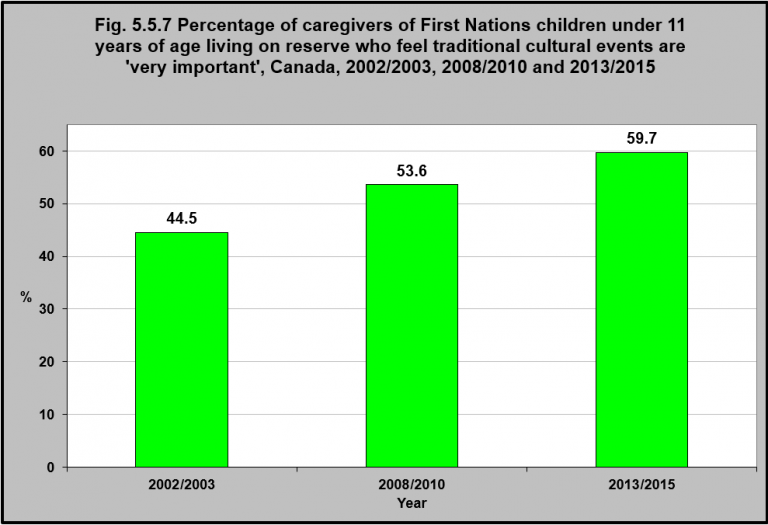 Fig. 5.5.7 Percentage of caregivers of First Nations children under 11
years of age living on reserve who feel traditional cultural events are
'very important', Canada, 2002/2003, 2008/2010 and 2013/2015
59.7
60
53.6
50
44.5
40
%
30
20
10
0
2002/2003 2008/2010 2013/2015
Year